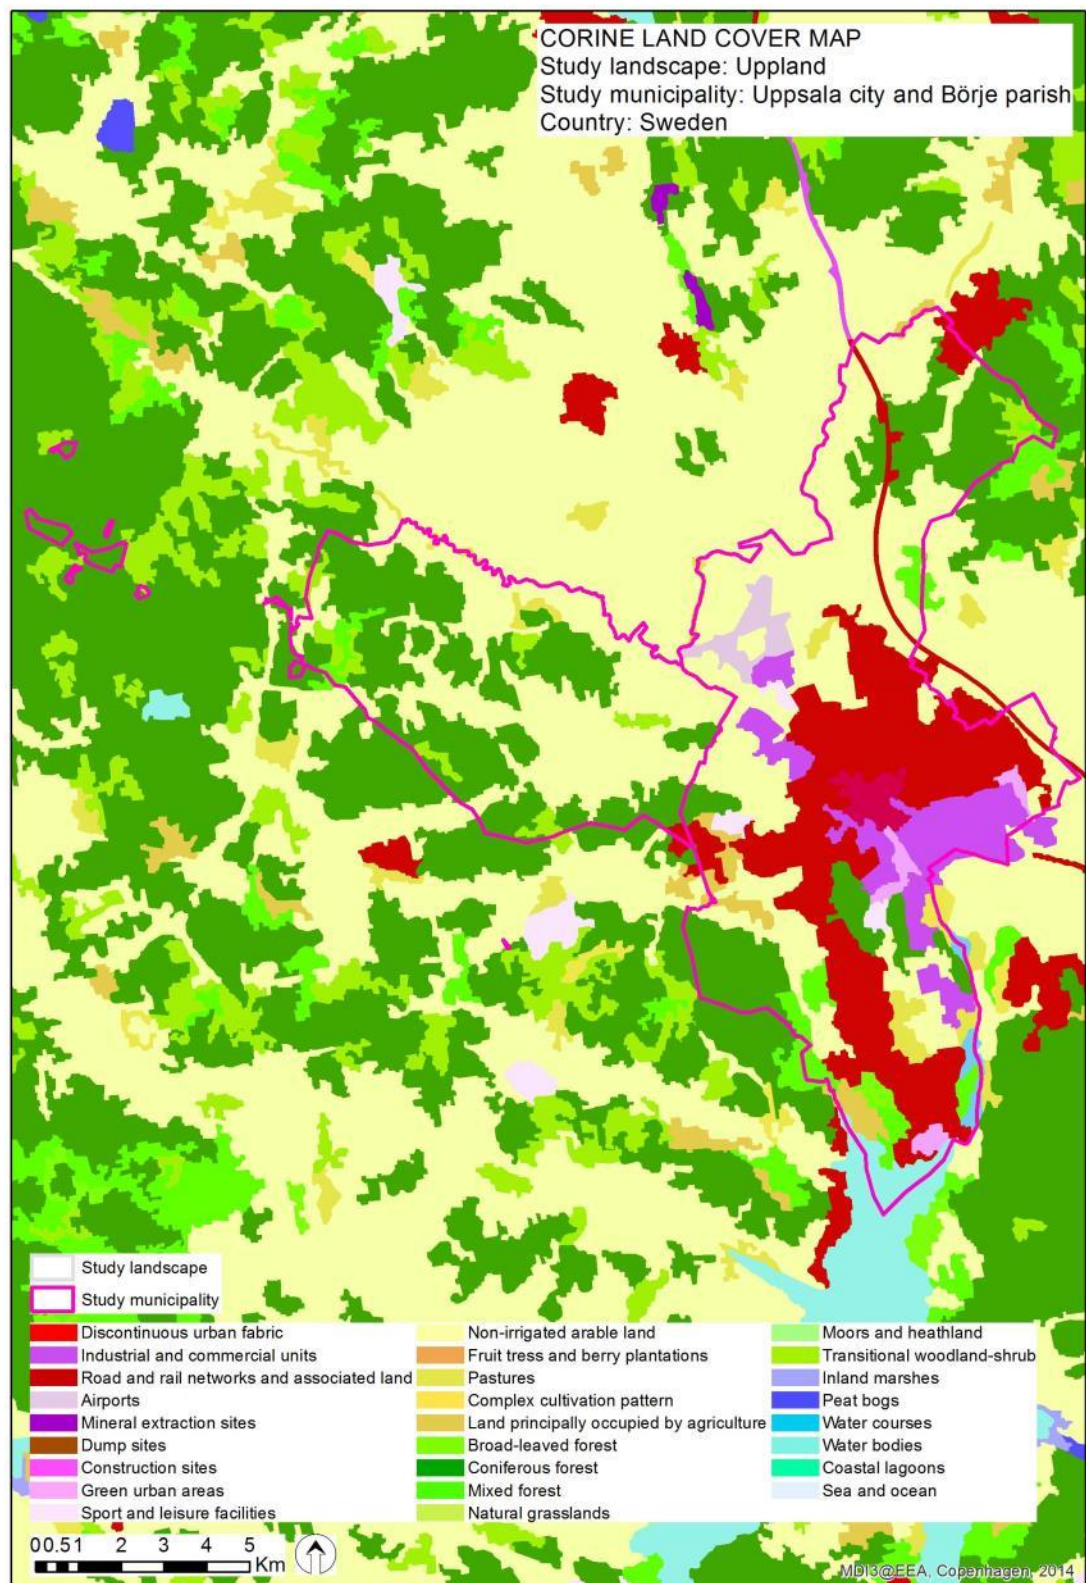 CORINE LAND COVER MAP
Study landscape: Uppland
Study municipality: Uppsala city and Börje parish
Country: Sweden
Study landscape
Study municipality
Discontinuous urban fabric
Industrial and commercial units
Road and rail networks and associated land
Airports
Mineral extraction sites
Dump sites
Construction sites
Green urban areas
Sport and leisure facilities
Non-irrigated arable land
Fruit tress and berry plantations
Pastures
Complex cultivation pattern
Land principally occupied by agriculture
Broad-leaved forest
Coniferous forest
Mixed forest
Natural grasslands
Moors and heathland
Transitional woodland-shrub
Inland marshes
Peat bogs
Water courses
Water bodies
Coastal lagoons
Sea and ocean
0 0.5 1 2 3 4 5 Km
MDI3@EEA, Copenhagen, 2014